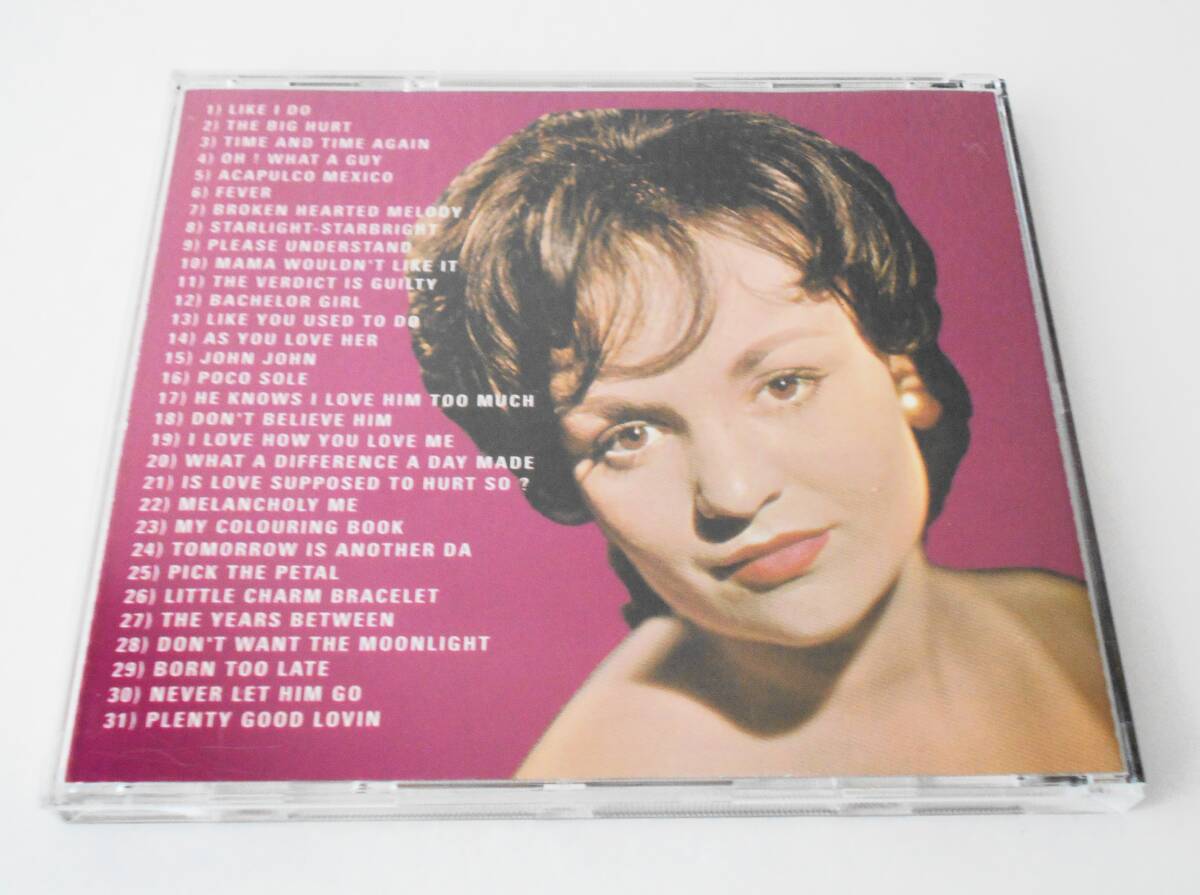 1) LIKE I DO
2) THE BIG HURT
3) TIME AND TIME AGAIN
4) OH ! WHAT A GUY
5) ACAPULCO MEXICO
6) FEVER
7) BROKEN HEARTED MELODY
8) STARLIGHT-STARBRIGHT
9) PLEASE UNDERSTAND
10) MAMA WOULDN'T LIKE IT
11) THE VERDICT IS GUILTY
12) BACHELOR GIRL
13) LIKE YOU USED TO DO
14) AS YOU LOVE HER
15) JOHN JOHN
16) POCO SOLE
17) HE KNOWS I LOVE HIM TOO MUCH
18) DON'T BELIEVE HIM
19) I LOVE HOW YOU LOVE ME
20) WHAT A DIFFERENCE A DAY MADE
21) IS LOVE SUPPOSED TO HURT SO ?
22) MELANCHOLY ME
23) MY COLOURING BOOK
24) TOMORROW IS ANOTHER DA
25) PICK THE PETAL
26) LITTLE CHARM BRACELET
27) THE YEARS BETWEEN
28) DON'T WANT THE MOONLIGHT
29) BORN TOO LATE
30) NEVER LET HIM GO
31) PLENTY GOOD LOVIN